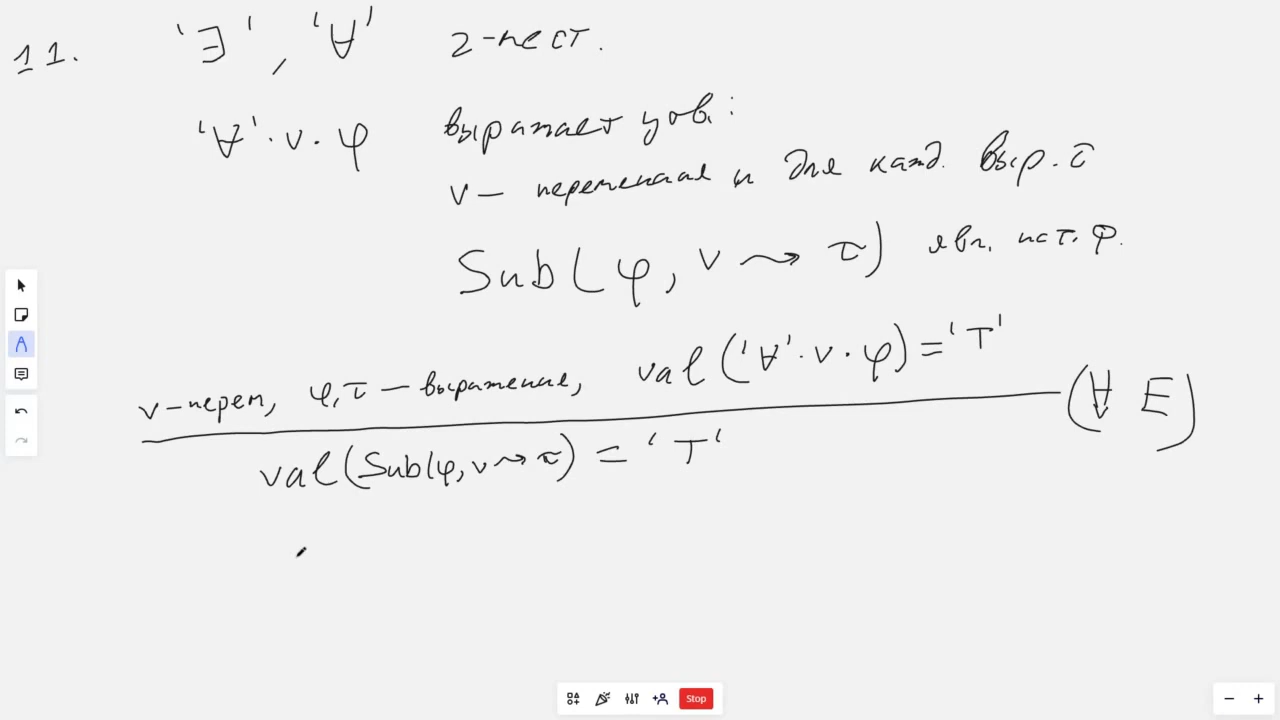 11. '∃', '∀' 2-мест.
'∀'·v·φ выражает усл:
v — переменная и для кажд. выр. τ
Sub(φ, v ⇝ τ) явл. ист. φ.
v-перем, φ, τ — выражения, val('∀'·v·φ) = 'T'
(∀E)
val(Sub(φ, v ⇝ τ) = 'T'
Stop